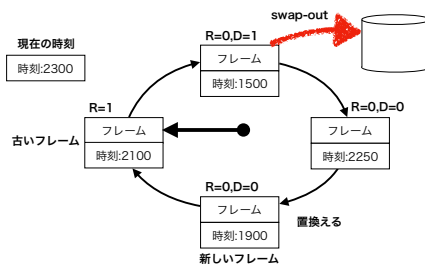 swap-out
R=0,D=1
現在の時刻
時刻:2300
フレーム
時刻:1500
R=1
R=0,D=0
古いフレーム
フレーム
時刻:2100
フレーム
時刻:2250
R=0,D=0
フレーム
時刻:1900
置換える
新しいフレーム